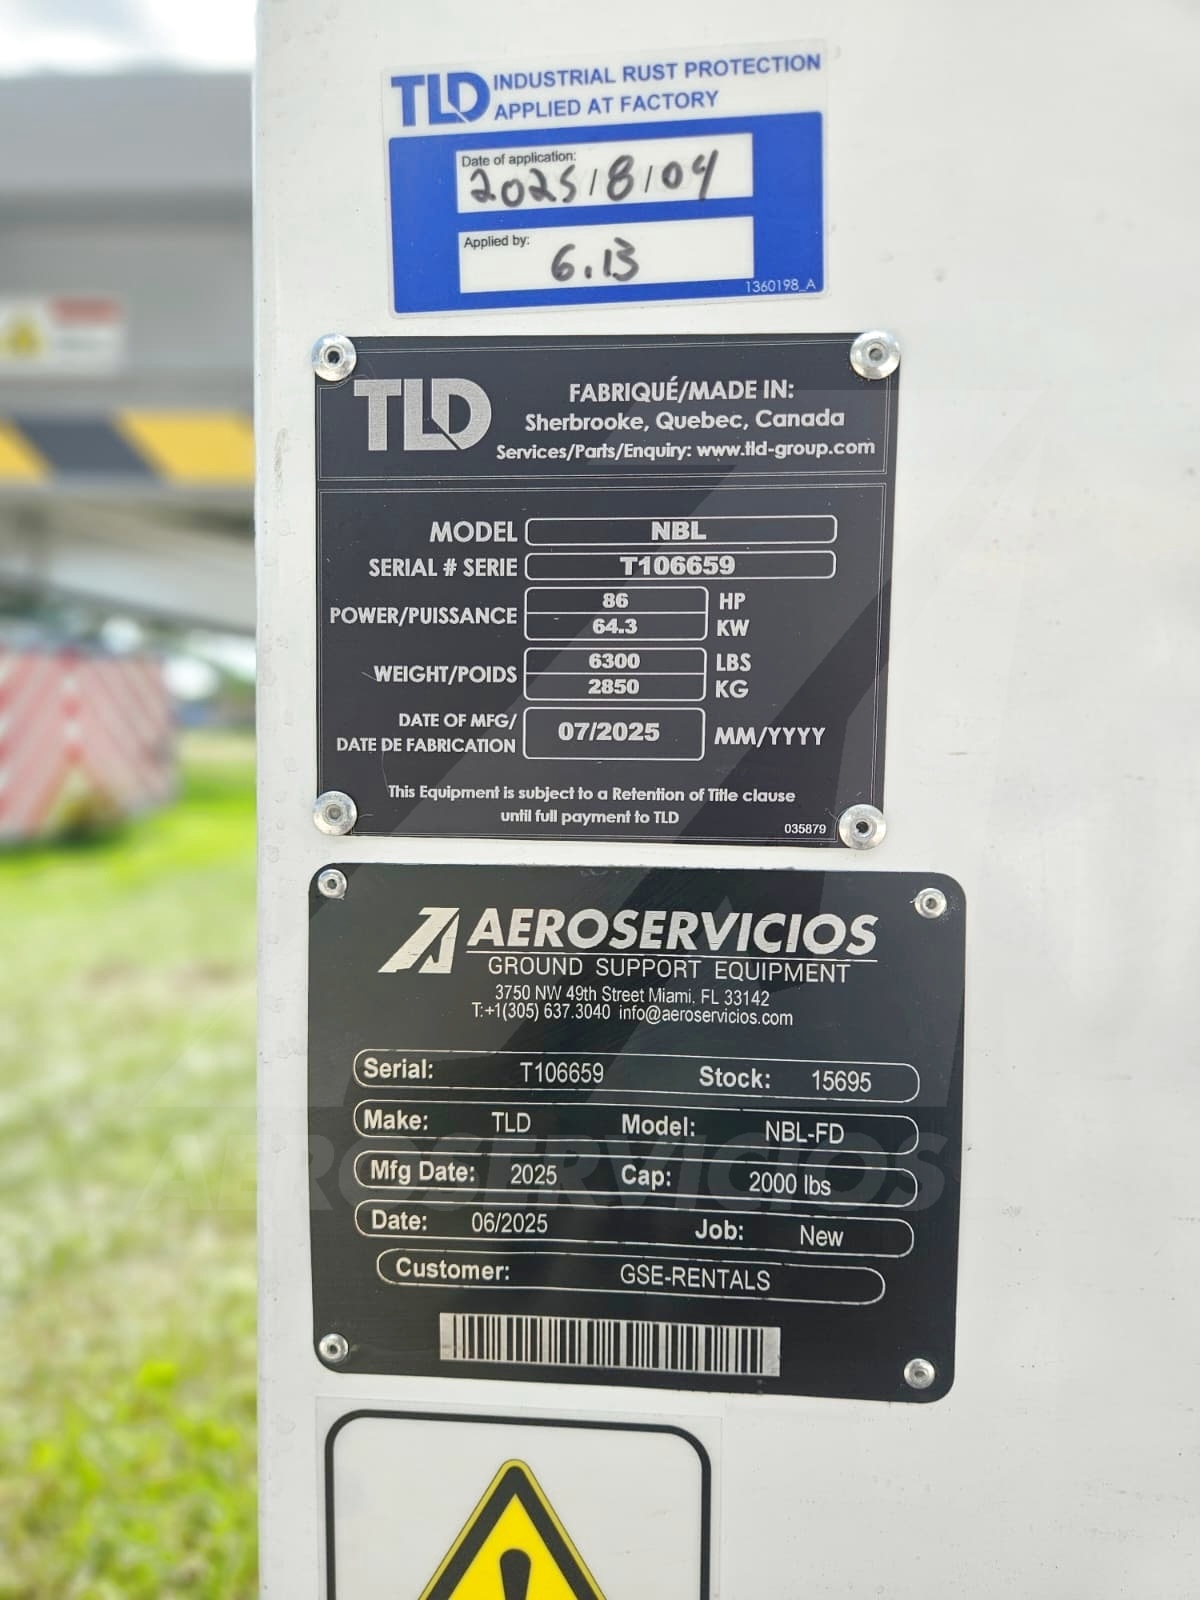 TLD INDUSTRIAL RUST PROTECTION
APPLIED AT FACTORY
Date of application:
2025/8/04
Applied by:
6.13
1360198_A
TLD
FABRIQUÉ/MADE IN:
Sherbrooke, Quebec, Canada
Services/Parts/Enquiry: www.tld-group.com
MODEL NBL
SERIAL # SERIE T106659
POWER/PUISSANCE
86 HP
64.3 KW
WEIGHT/POIDS
6300 LBS
2850 KG
DATE OF MFG/
DATE DE FABRICATION
07/2025 MM/YYYY
This Equipment is subject to a Retention of Title clause
until full payment to TLD
035879
AEROSERVICIOS
GROUND SUPPORT EQUIPMENT
3750 NW 49th Street Miami, FL 33142
T:+1(305) 637.3040 info@aeroservicios.com
Serial: T106659 Stock: 15695
Make: TLD Model: NBL-FD
AEROSERVICIOS
Mfg Date: 2025 Cap: 2000 lbs
Date: 06/2025 Job: New
Customer: GSE-RENTALS